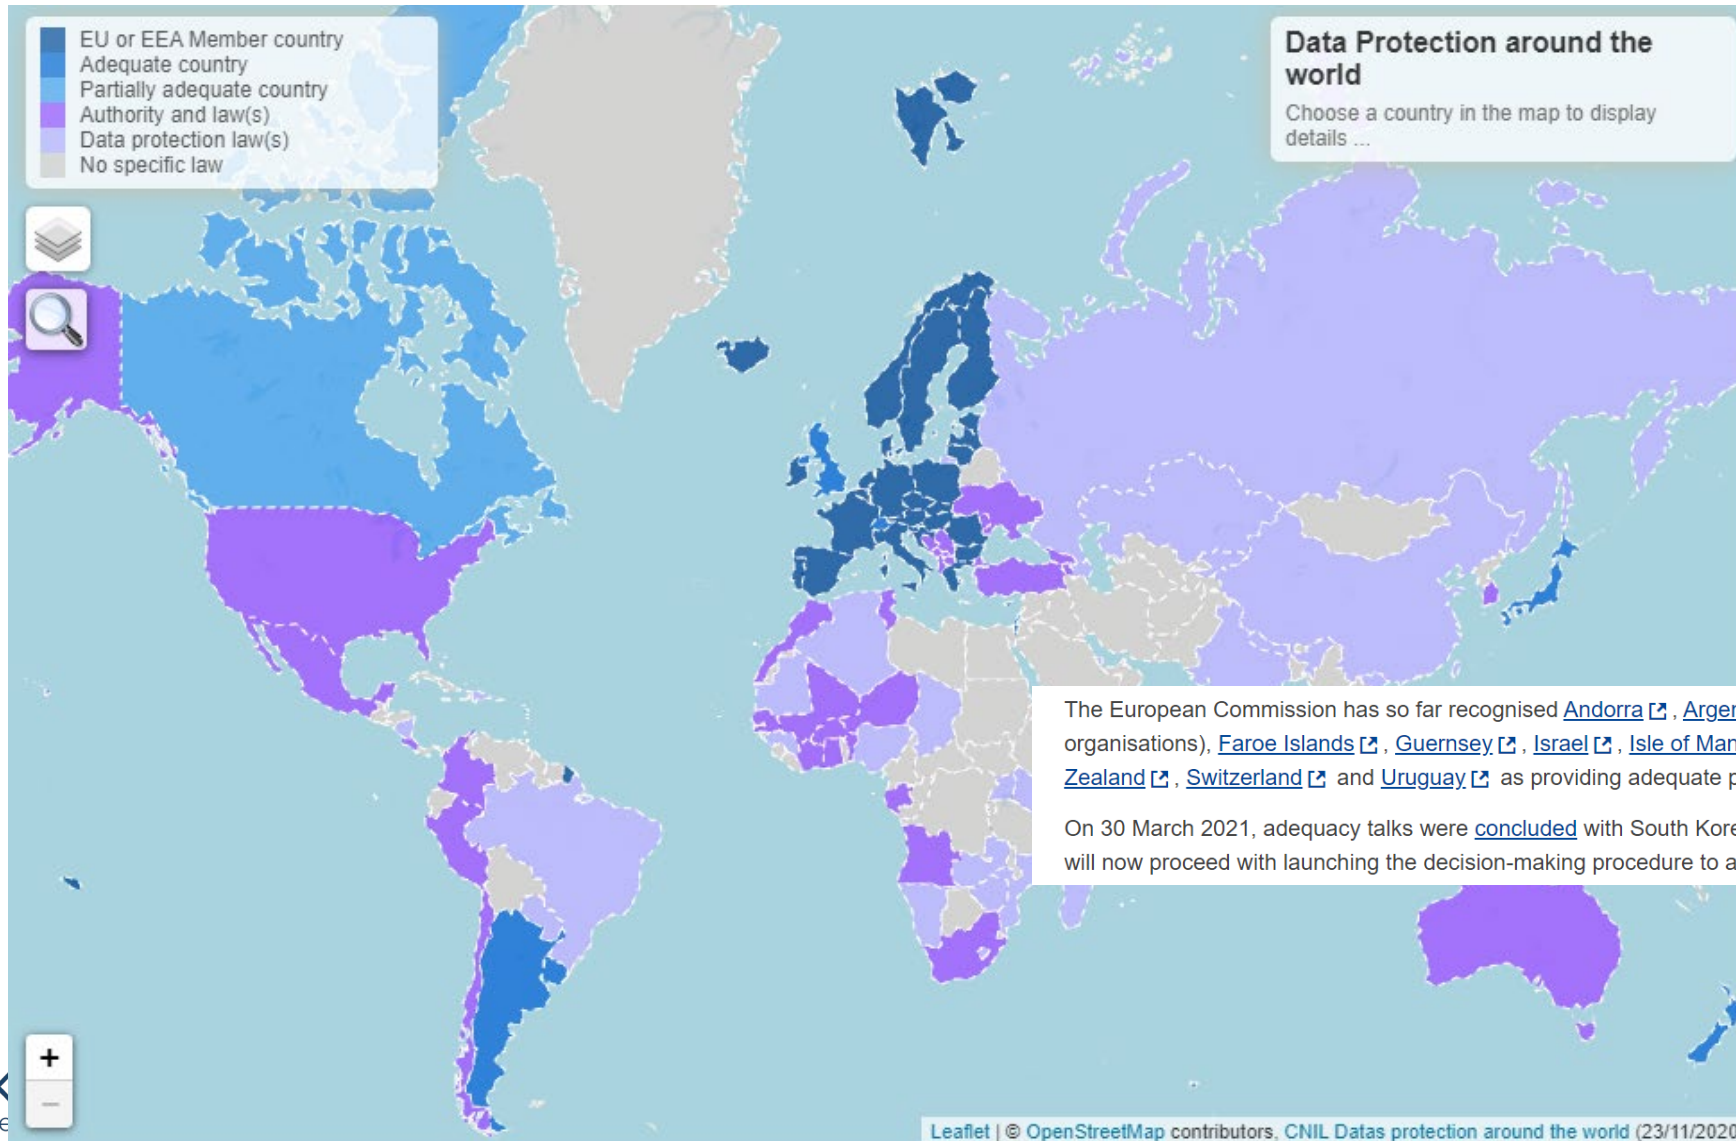 EU or EEA Member country
Adequate country
Partially adequate country
Authority and law(s)
Data protection law(s)
No specific law
Data Protection around the
world
Choose a country in the map to display
details ...
The European Commission has so far recognised Andorra , Argen
organisations), Faroe Islands , Guernsey , Israel , Isle of Man
Zealand , Switzerland and Uruguay as providing adequate p
On 30 March 2021, adequacy talks were concluded with South Kore
will now proceed with launching the decision-making procedure to a
+
−
Leaflet | © OpenStreetMap contributors, CNIL Datas protection around the world (23/11/2020